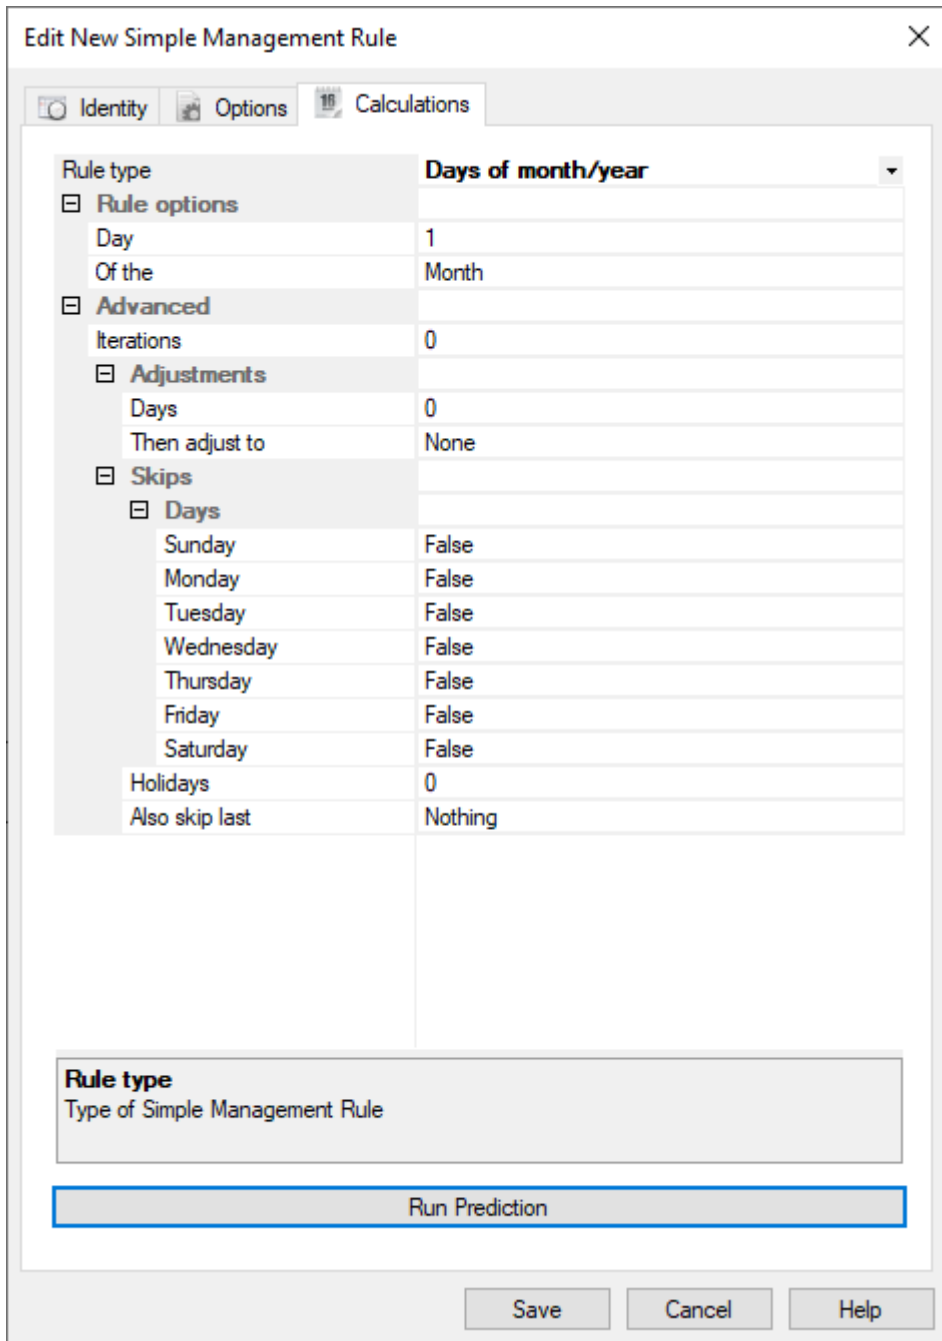 Edit New Simple Management Rule
Identity Options 16 Calculations
Rule type Days of month/year
Rule options
Day 1
Of the Month
Advanced
Iterations 0
Adjustments
Days 0
Then adjust to None
Skips
Days
Sunday False
Monday False
Tuesday False
Wednesday False
Thursday False
Friday False
Saturday False
Holidays 0
Also skip last Nothing
Rule type
Type of Simple Management Rule
Run Prediction
Save Cancel Help